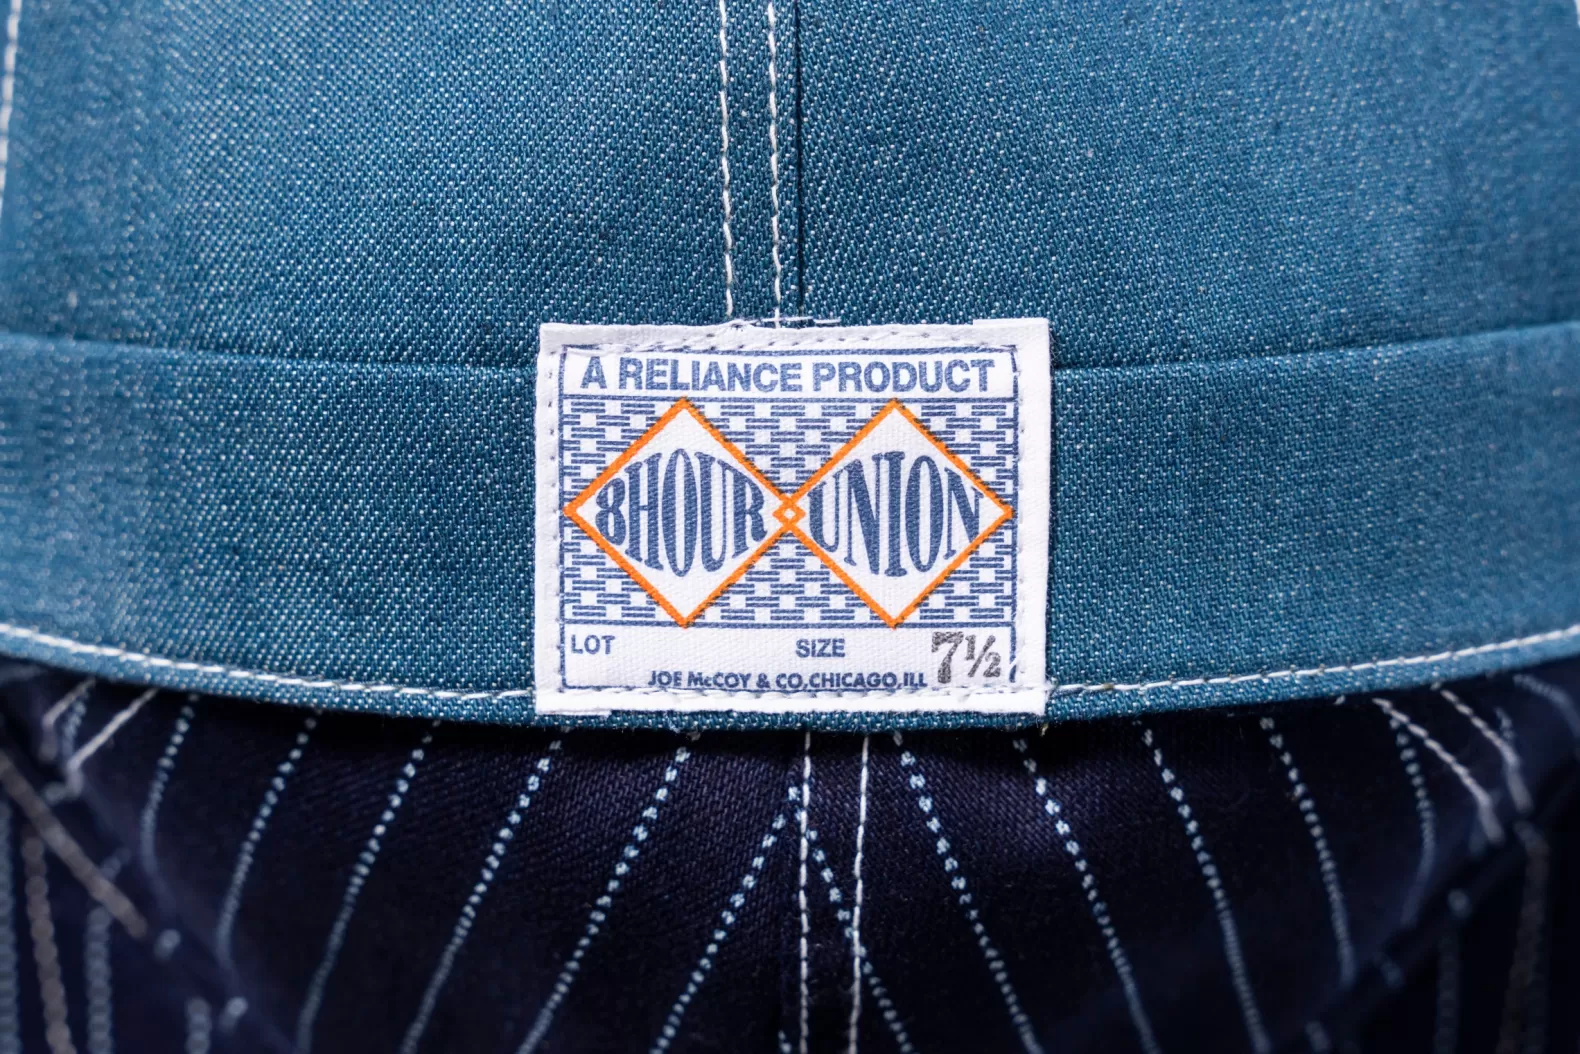 A RELIANCE PRODUCT
8HOUR UNION
LOT SIZE 7½
JOE McCOY & CO.CHICAGO,ILL